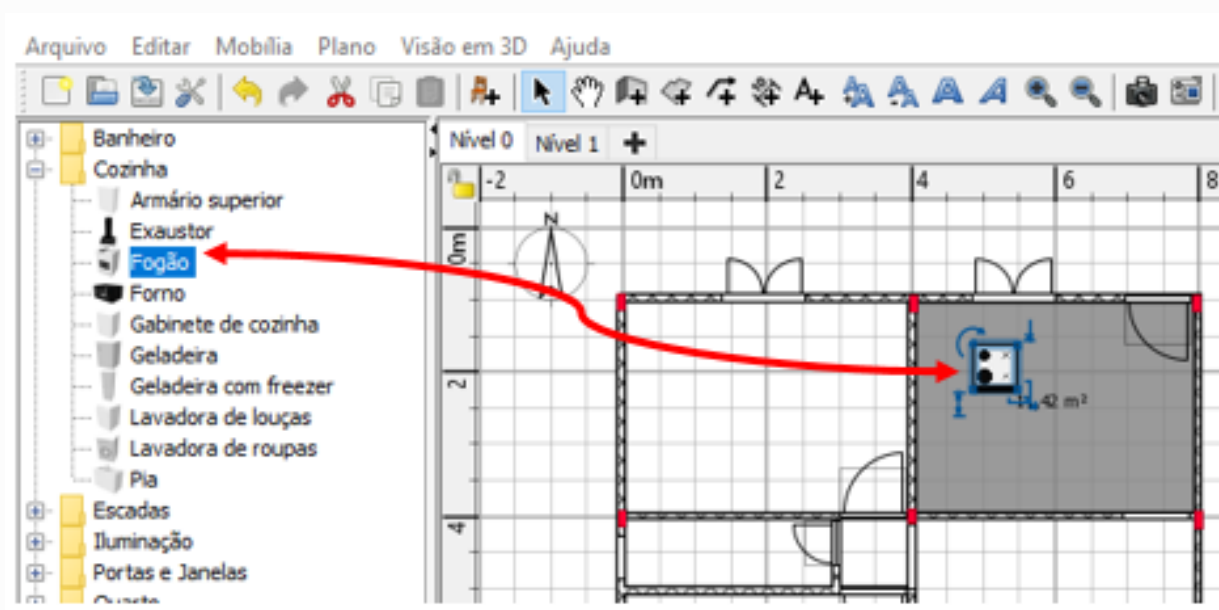 Arquivo Editar Mobília Plano Visão em 3D Ajuda
Banheiro
Cozinha
Armário superior
Exaustor
Fogão
Forno
Gabinete de cozinha
Geladeira
Geladeira com freezer
Lavadora de louças
Lavadora de roupas
Pia
Escadas
Iluminação
Portas e Janelas
Quarto
Nível 0 Nível 1
-2 0m 2 4 6 8
N
0m
2
42 m²
4